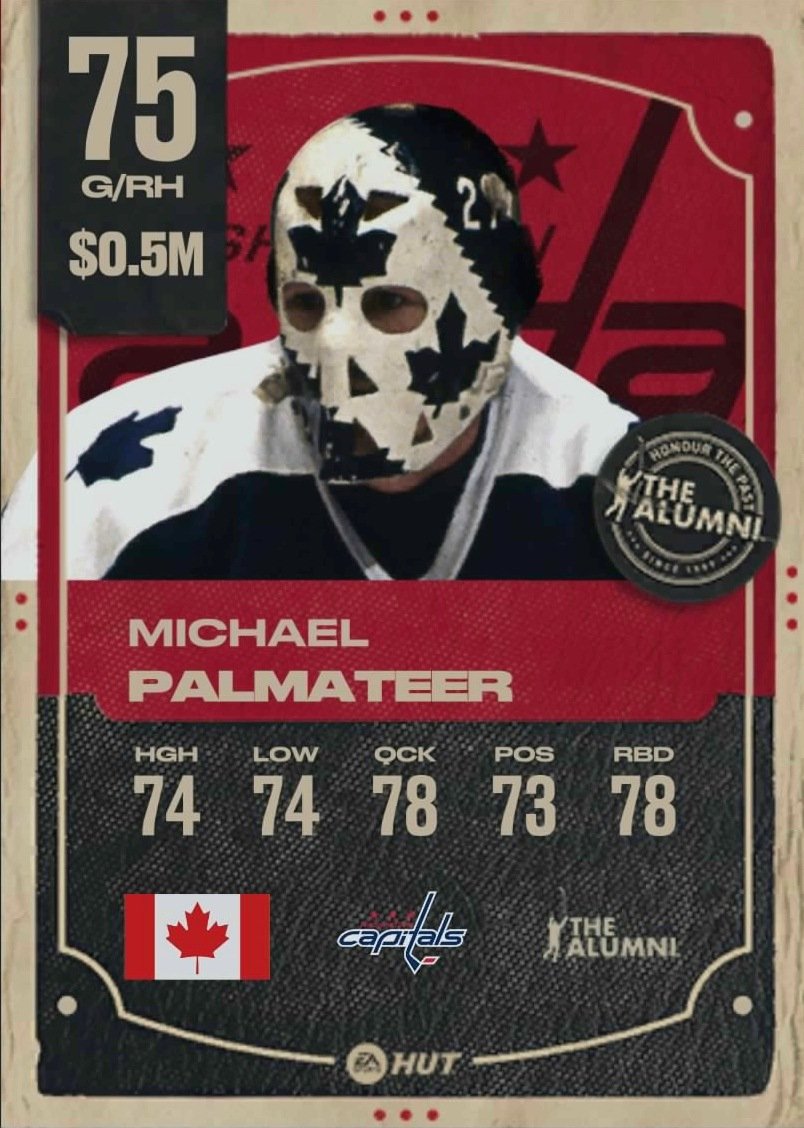 75
G/RH
$0.5M
29
HONOUR THE PAST
THE
ALUMNI
MICHAEL
PALMATEER
HGH LOW QCK POS RBD
74 74 78 73 78
capitals
THE
ALUMNI
EA
HUT